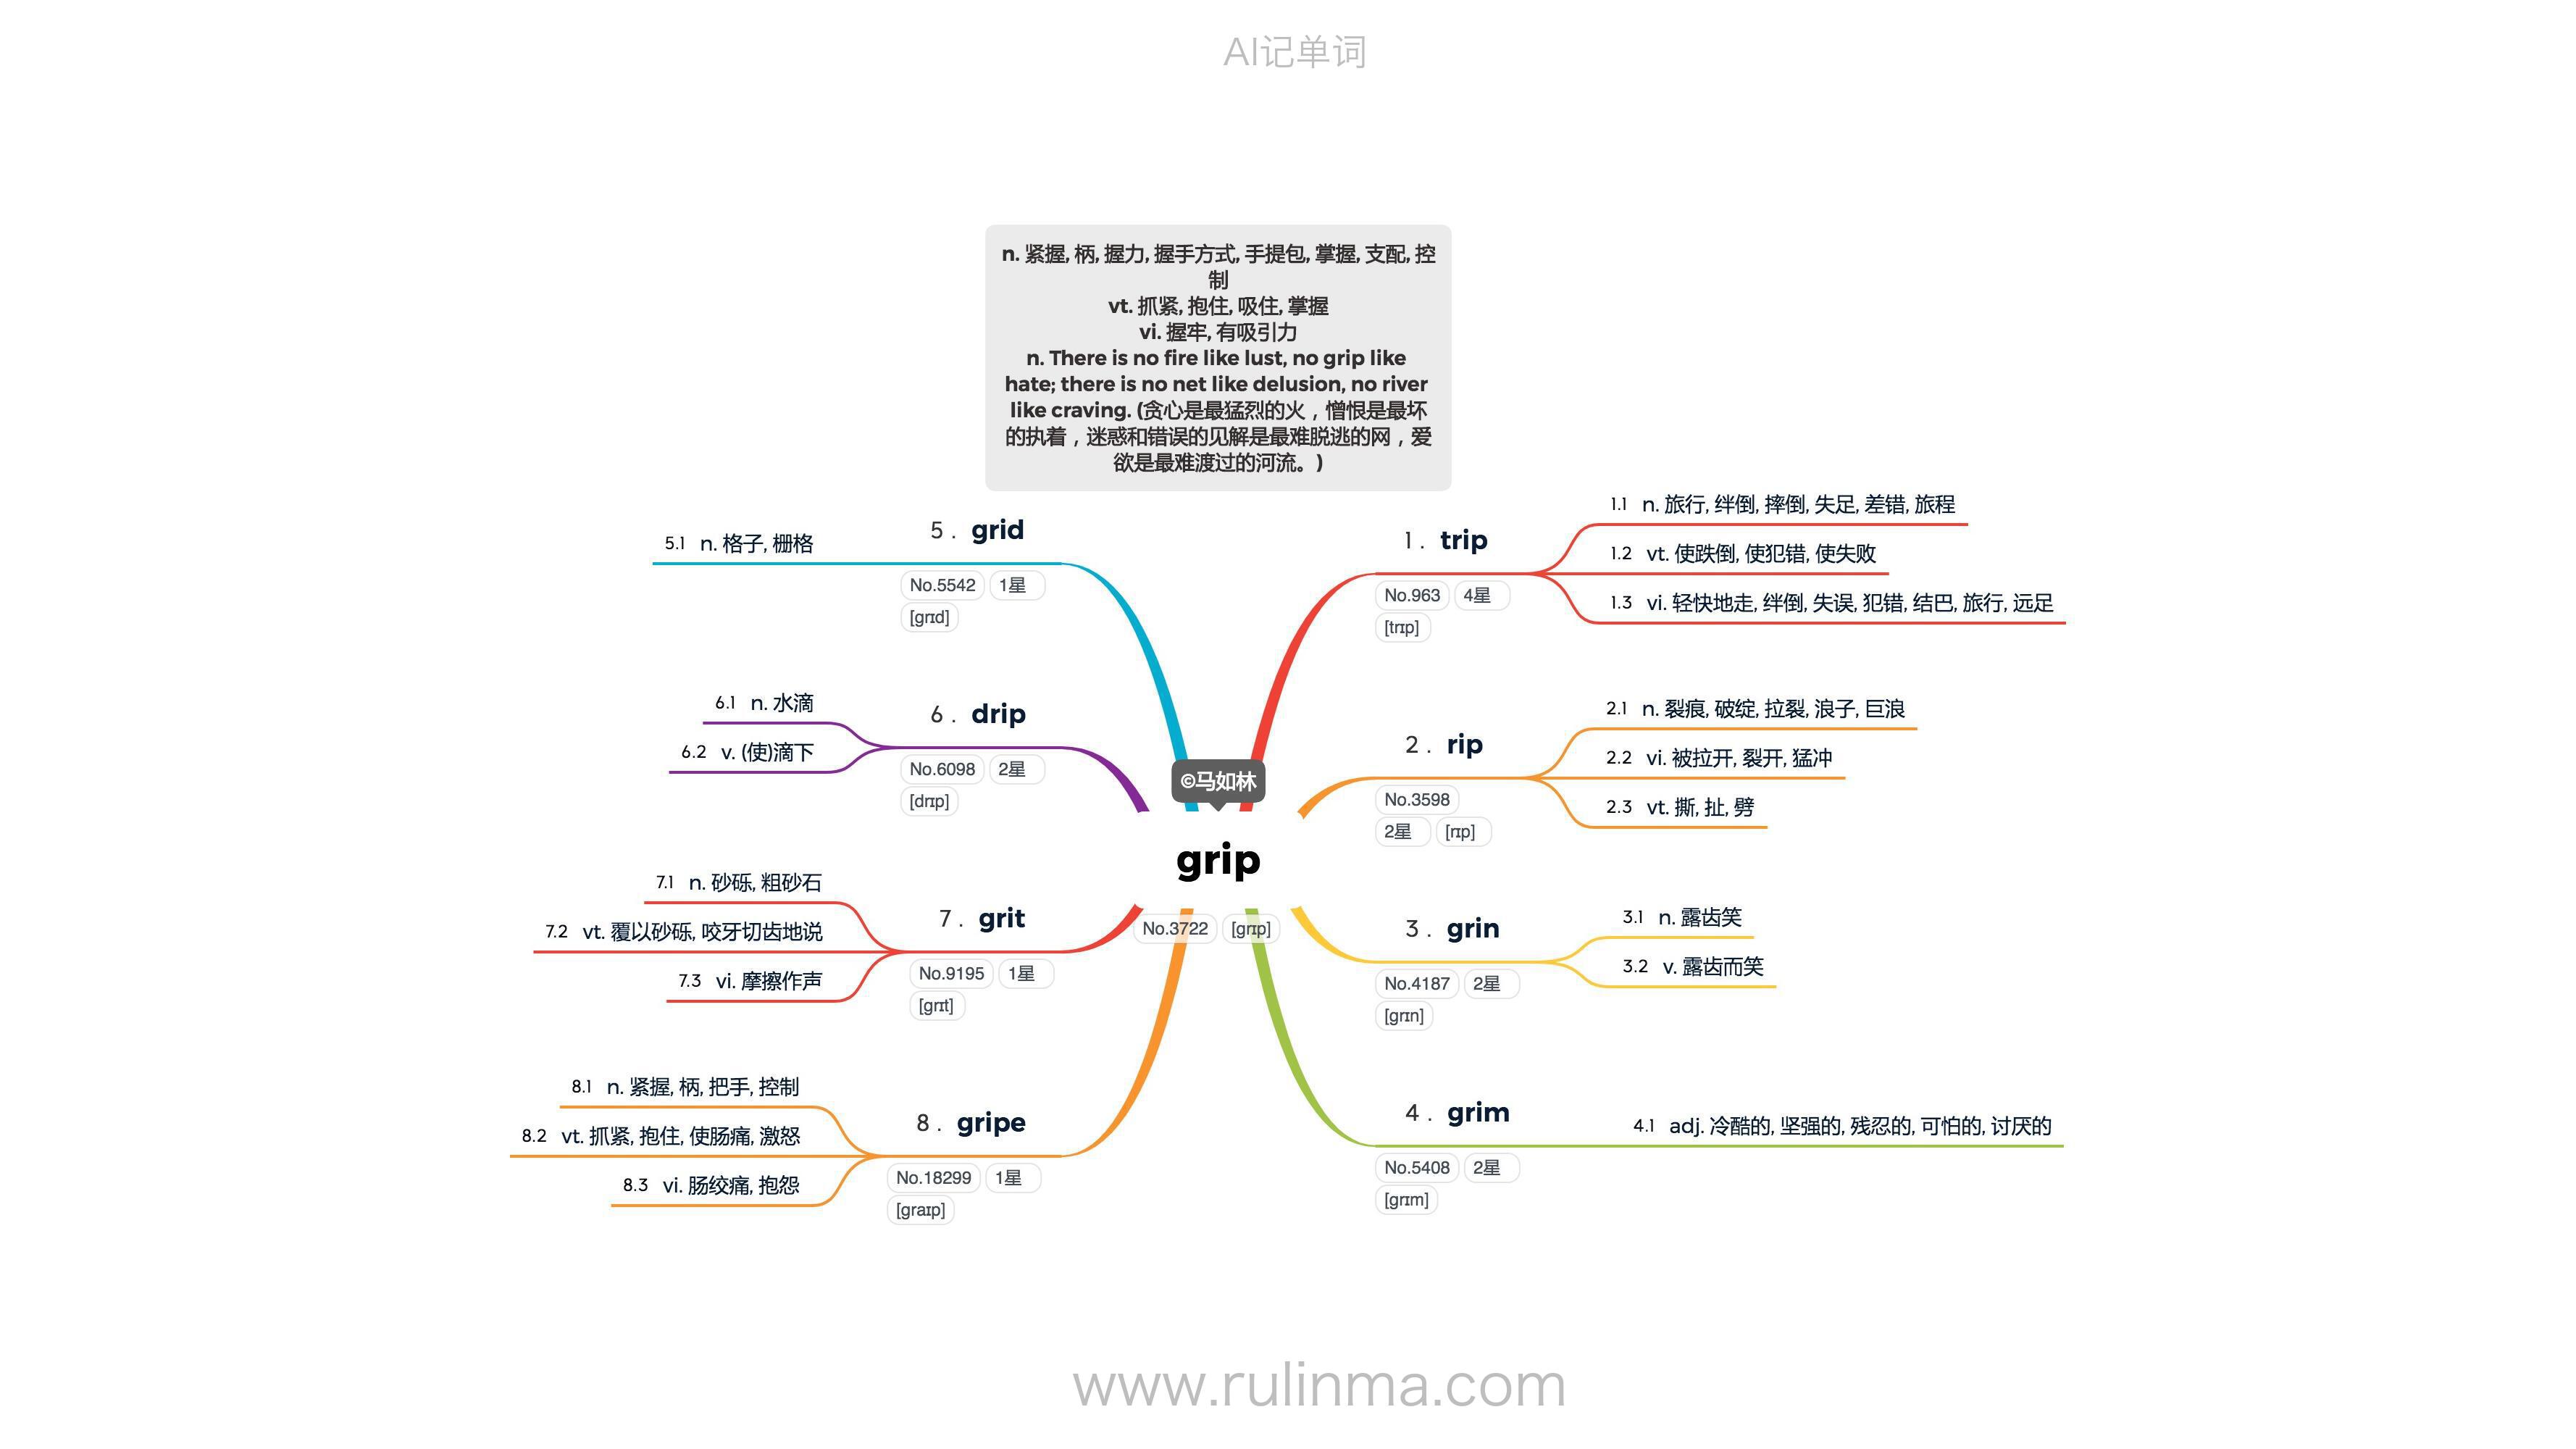 AI记单词
n. 紧握, 柄, 握力, 握手方式, 手提包, 掌握, 支配, 控
制
vt. 抓紧, 抱住, 吸住, 掌握
vi. 握牢, 有吸引力
n. There is no fire like lust, no grip like
hate; there is no net like delusion, no river
like craving. (贪心是最猛烈的火，憎恨是最坏
的执着，迷惑和错误的见解是最难脱逃的网，爱
欲是最难渡过的河流。)
©马如林
grip
No.3722 [grɪp]
1. trip
No.963 4星
[trɪp]
1.1 n. 旅行, 绊倒, 摔倒, 失足, 差错, 旅程
1.2 vt. 使跌倒, 使犯错, 使失败
1.3 vi. 轻快地走, 绊倒, 失误, 犯错, 结巴, 旅行, 远足
2. rip
No.3598
2星 [rɪp]
2.1 n. 裂痕, 破绽, 拉裂, 浪子, 巨浪
2.2 vi. 被拉开, 裂开, 猛冲
2.3 vt. 撕, 扯, 劈
3. grin
No.4187 2星
[grɪn]
3.1 n. 露齿笑
3.2 v. 露齿而笑
4. grim
No.5408 2星
[grɪm]
4.1 adj. 冷酷的, 坚强的, 残忍的, 可怕的, 讨厌的
5. grid
No.5542 1星
[grɪd]
5.1 n. 格子, 栅格
6. drip
No.6098 2星
[drɪp]
6.1 n. 水滴
6.2 v. (使)滴下
7. grit
No.9195 1星
[grɪt]
7.1 n. 砂砾, 粗砂石
7.2 vt. 覆以砂砾, 咬牙切齿地说
7.3 vi. 摩擦作声
8. gripe
No.18299 1星
[graɪp]
8.1 n. 紧握, 柄, 把手, 控制
8.2 vt. 抓紧, 抱住, 使肠痛, 激怒
8.3 vi. 肠绞痛, 抱怨
www.rulinma.com